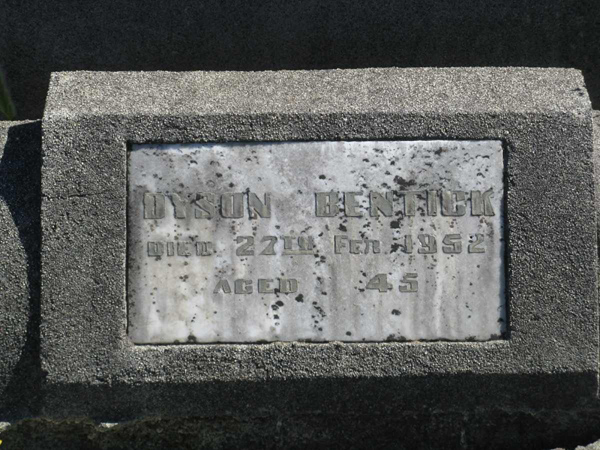 DYSON BENTICK
DIED 27TH FEB. 1952
AGED 45